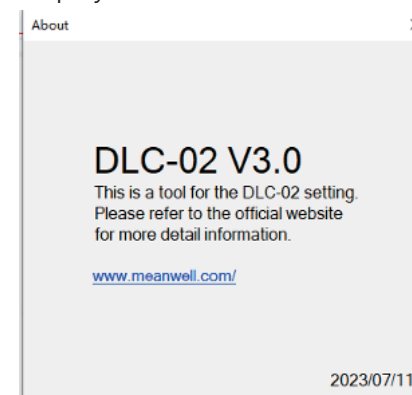 About
DLC-02 V3.0
This is a tool for the DLC-02 setting.
Please refer to the official website
for more detail information.
www.meanwell.com/
2023/07/11